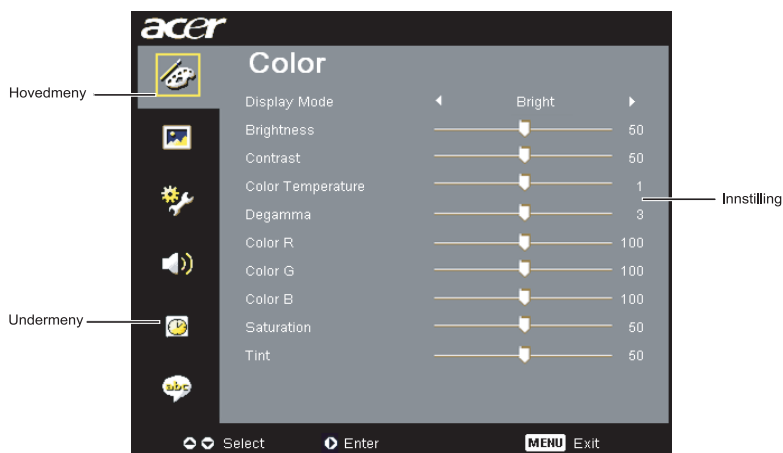 acer
Color
Hovedmeny
Display Mode Bright
Brightness 50
Contrast 50
Color Temperature 1
Innstilling
Degamma 3
Color R 100
Color G 100
Color B 100
Undermeny
Saturation 50
Tint 50
abc
Select Enter MENU Exit